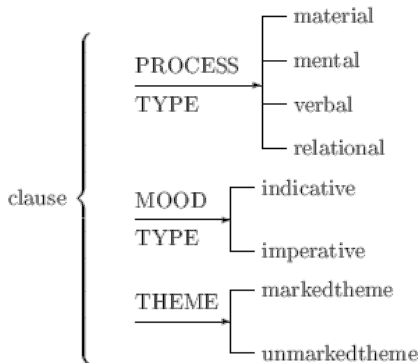 material
PROCESS
mental
TYPE
verbal
relational
clause
MOOD
indicative
TYPE
imperative
THEME
markedtheme
unmarkedtheme